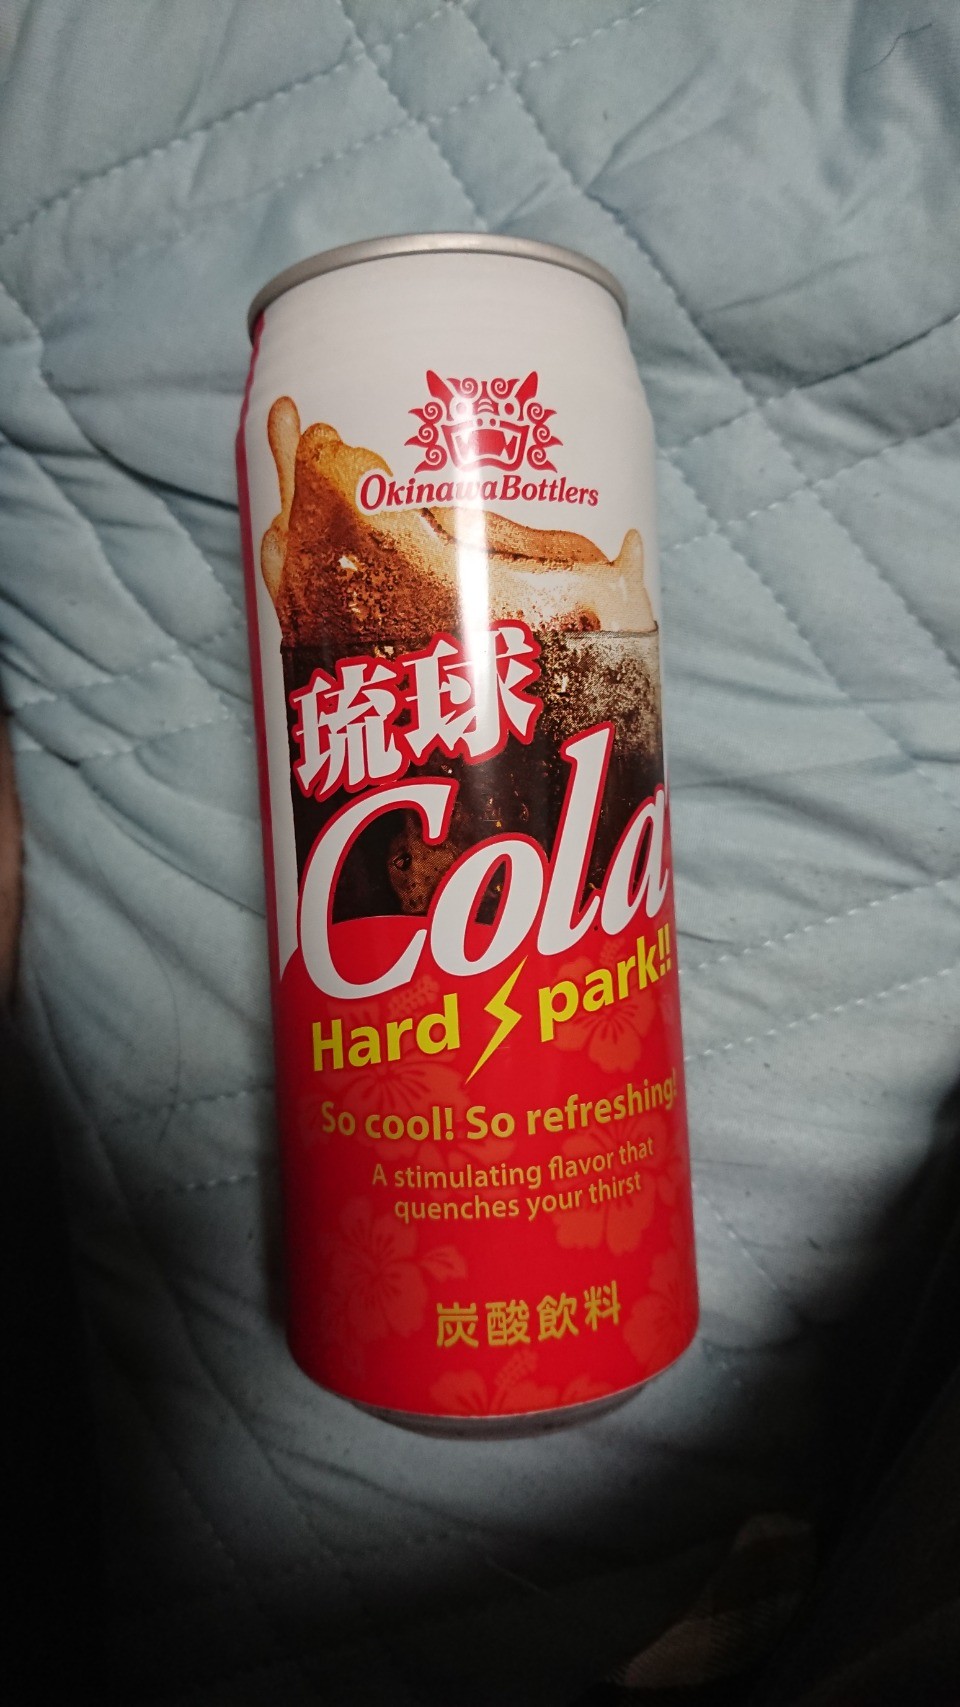 OkinawaBottlers
琉球
Cola
Hard Spark!!
So cool! So refreshing!
A stimulating flavor that
quenches your thirst
炭酸飲料